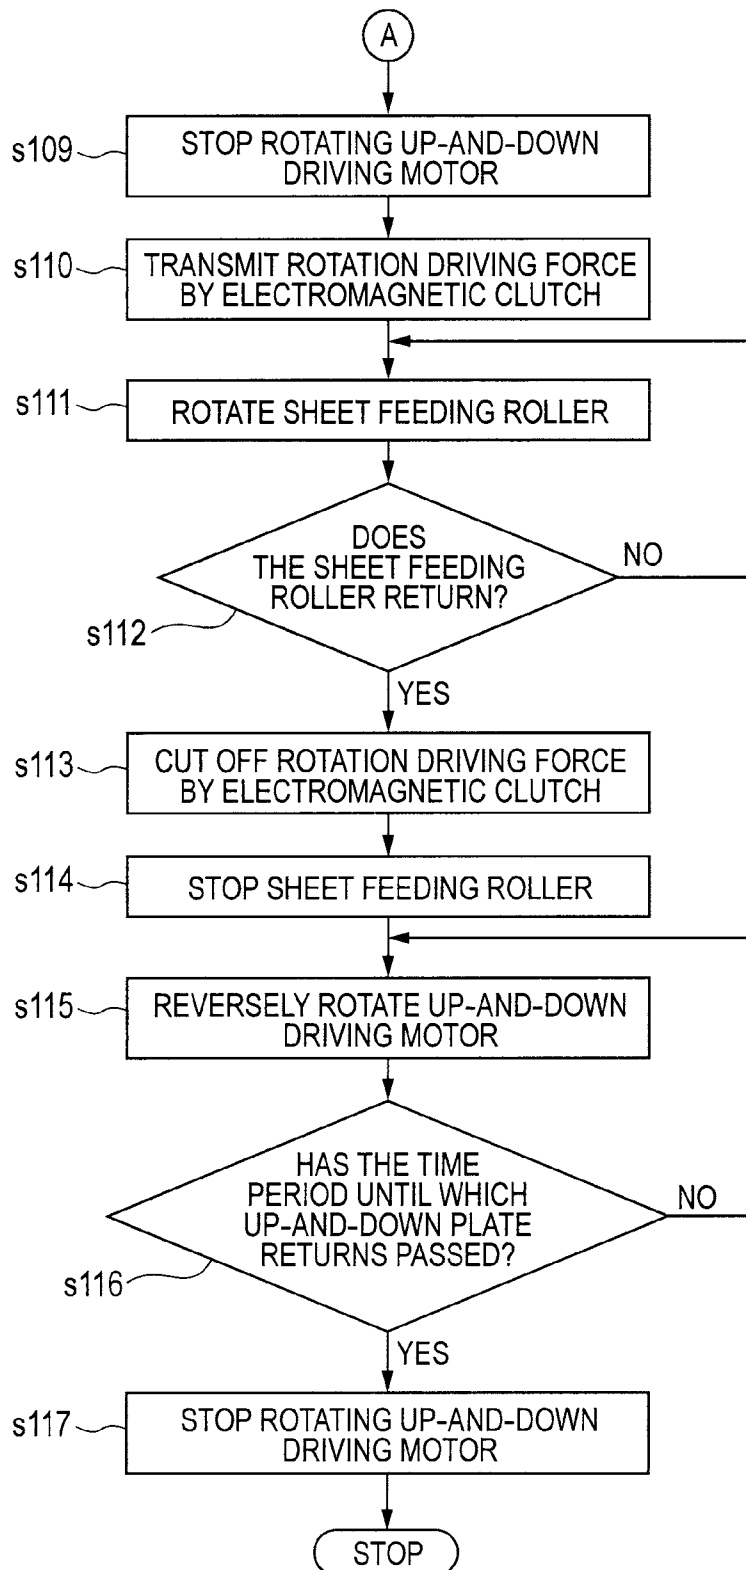 A
s109
STOP ROTATING UP-AND-DOWN
DRIVING MOTOR
s110
TRANSMIT ROTATION DRIVING FORCE
BY ELECTROMAGNETIC CLUTCH
s111
ROTATE SHEET FEEDING ROLLER
DOES
THE SHEET FEEDING
ROLLER RETURN?
NO
s112
YES
s113
CUT OFF ROTATION DRIVING FORCE
BY ELECTROMAGNETIC CLUTCH
s114
STOP SHEET FEEDING ROLLER
s115
REVERSELY ROTATE UP-AND-DOWN
DRIVING MOTOR
HAS THE TIME
PERIOD UNTIL WHICH
UP-AND-DOWN PLATE
RETURNS PASSED?
NO
s116
YES
s117
STOP ROTATING UP-AND-DOWN
DRIVING MOTOR
STOP